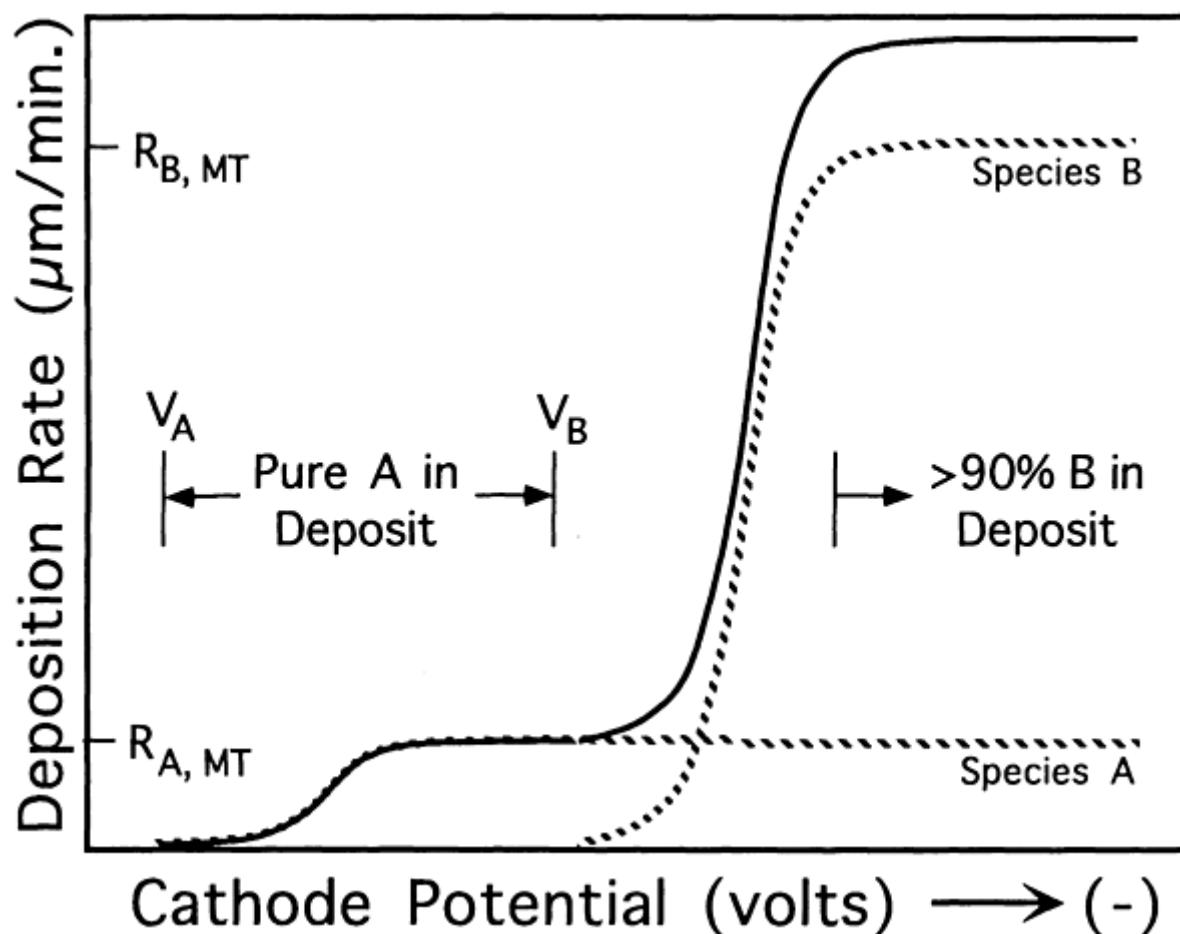 Deposition Rate (μm/min.)
R_B, MT
Species B
V_A
V_B
Pure A in
Deposit
>90% B in
Deposit
R_A, MT
Species A
Cathode Potential (volts) → (-)